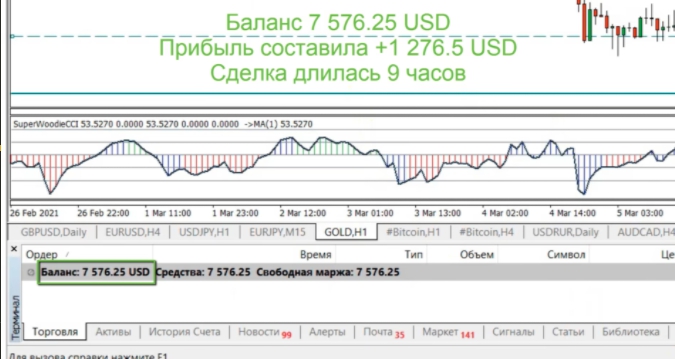 Баланс 7 576.25 USD
Прибыль составила +1 276.5 USD
Сделка длилась 9 часов
SuperWoodieCCI 53.5270 0.0000 53.5270 0.0000 ->MA(1) 53.5270
26 Feb 2021 26 Feb 22:00 1 Mar 11:00 1 Mar 23:00 2 Mar 12:00 3 Mar 01:00 3 Mar 13:00 4 Mar 02:00 4 Mar 14:00 5 Mar 03:00
GBPUSD,Daily EURUSD,H4 USDJPY,H1 EURJPY,M15 GOLD,H1 #Bitcoin,H1 #Bitcoin,H4 USDRUR,Daily AUDCAD,H4
Ордер / Время Тип Объем Символ Це
Баланс: 7 576.25 USD Средства: 7 576.25 Свободная маржа: 7 576.25
Терминал
Торговля Активы История Счета Новости 99 Алерты Почта 35 Маркет 141 Сигналы Статьи Библиотека
Для вызова справки нажмите F1